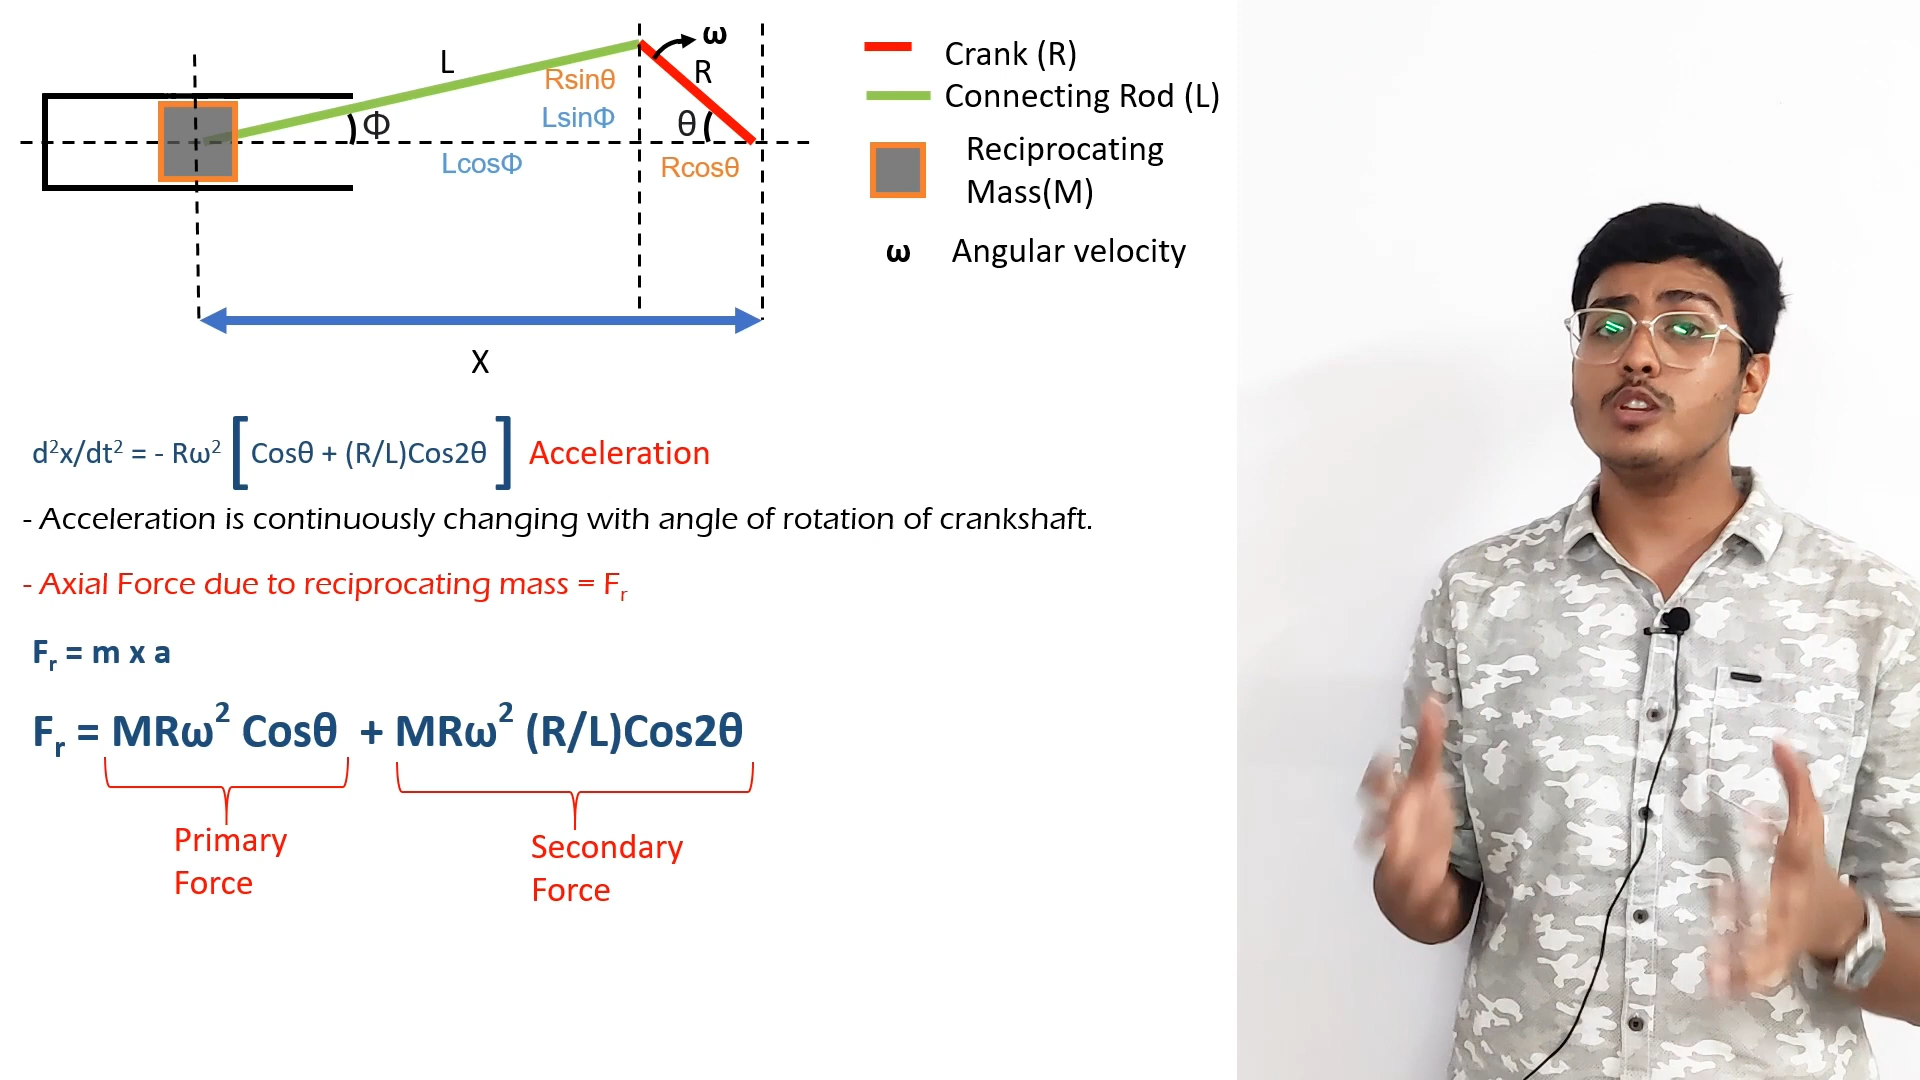 ω
L
R
Rsinθ
LsinΦ
Φ
θ
LcosΦ
Rcosθ
X
Crank (R)
Connecting Rod (L)
Reciprocating
Mass(M)
ω Angular velocity
d²x/dt² = - Rω² [Cosθ + (R/L)Cos2θ] Acceleration
- Acceleration is continuously changing with angle of rotation of crankshaft.
- Axial Force due to reciprocating mass = Fr
Fr = m x a
Fr = MRω² Cosθ + MRω² (R/L)Cos2θ
Primary
Force
Secondary
Force